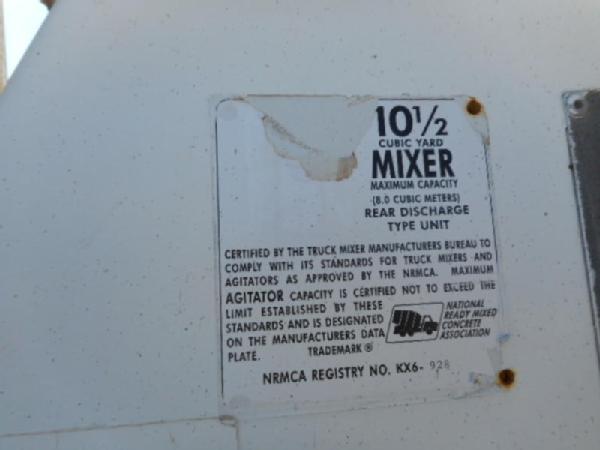 10 1/2
CUBIC YARD
MIXER
MAXIMUM CAPACITY
(8.0 CUBIC METERS)
REAR DISCHARGE
TYPE UNIT
CERTIFIED BY THE TRUCK MIXER MANUFACTURERS BUREAU TO
COMPLY WITH ITS STANDARDS FOR TRUCK MIXERS AND
AGITATORS AS APPROVED BY THE NRMCA. MAXIMUM
AGITATOR CAPACITY IS CERTIFIED NOT TO EXCEED THE
LIMIT ESTABLISHED BY THESE
STANDARDS AND IS DESIGNATED
ON THE MANUFACTURERS DATA
PLATE.
TRADEMARK ®
NATIONAL
READY MIXED
CONCRETE
ASSOCIATION
NRMCA REGISTRY NO. KX6- 928